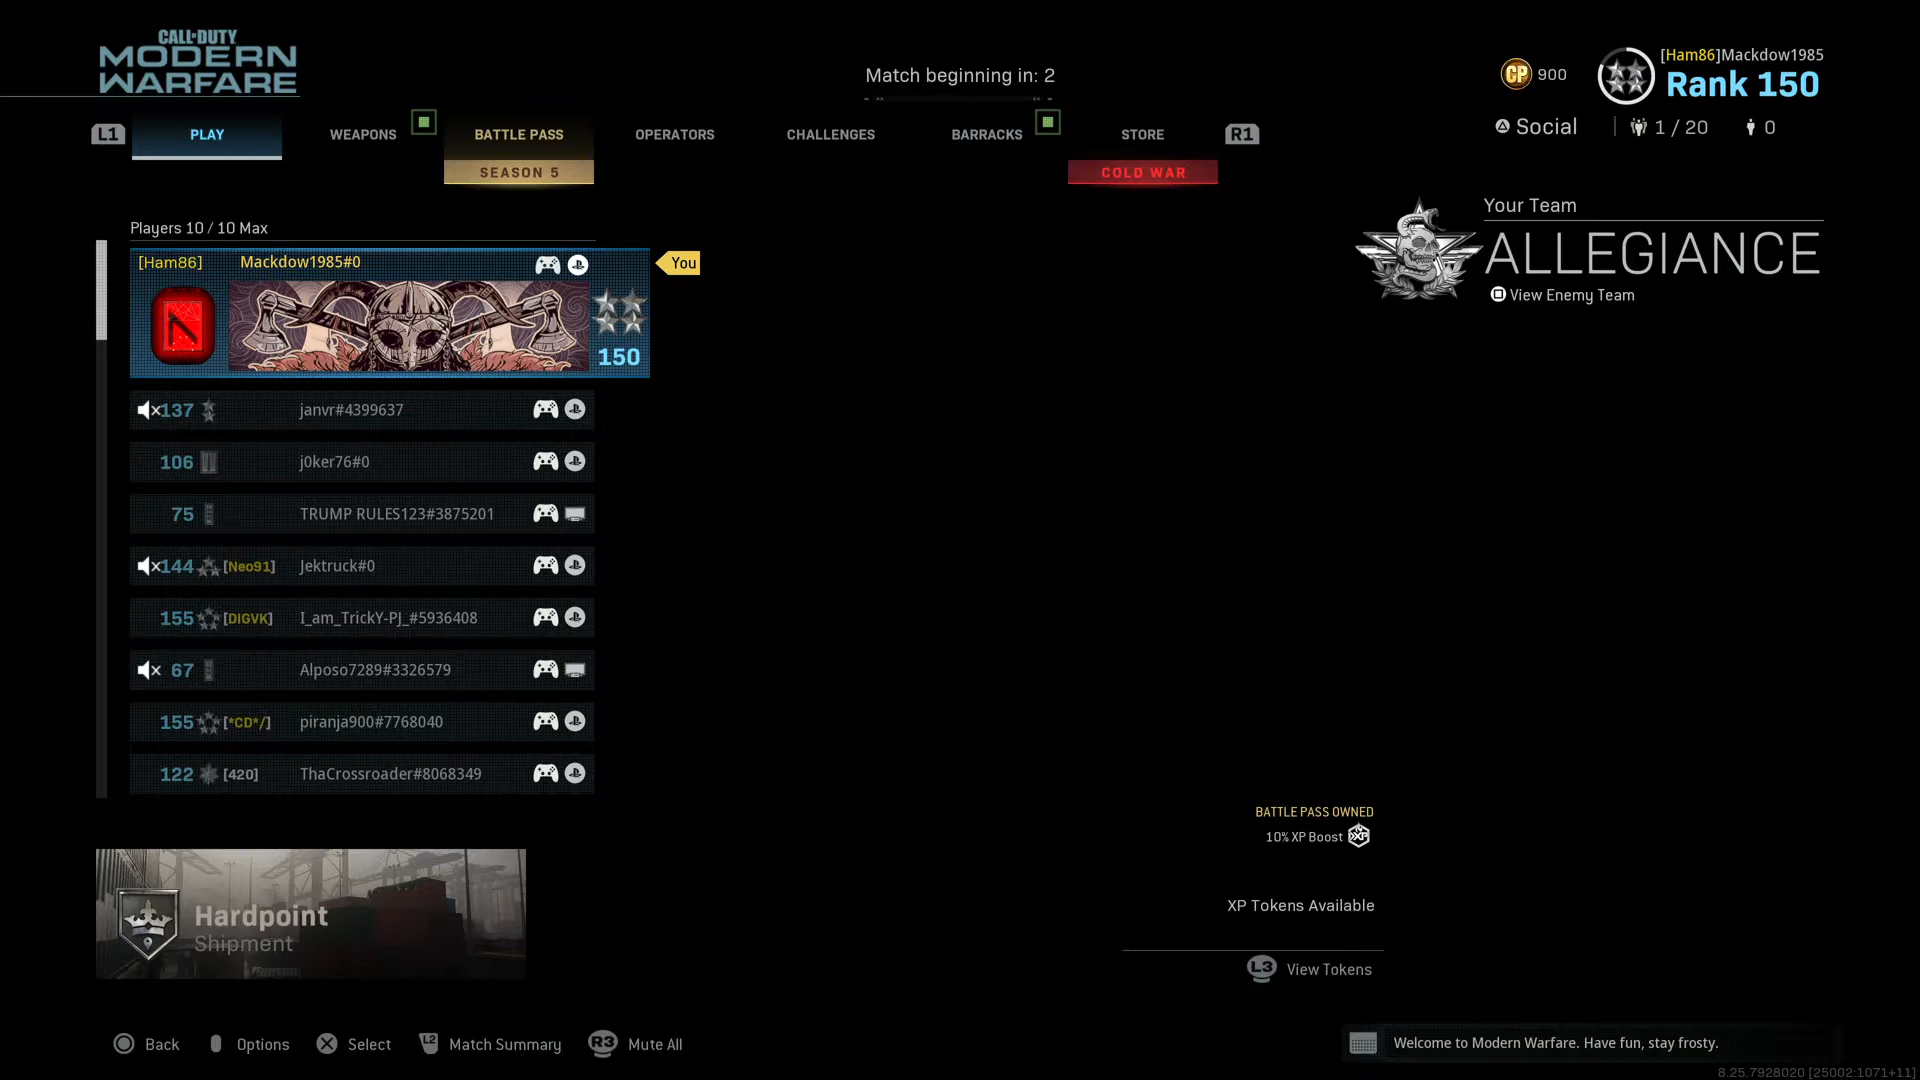 CALL OF DUTY
MODERN
WARFARE
Match beginning in: 2
CP 900
[Ham86]Mackdow1985
Rank 150
L1
PLAY
WEAPONS
BATTLE PASS
OPERATORS
CHALLENGES
BARRACKS
STORE
R1
SEASON 5
COLD WAR
Social
1 / 20
0
Players 10 / 10 Max
[Ham86] Mackdow1985#0
150
You
137 janvr#4399637
106 j0ker76#0
75 TRUMP RULES123#3875201
144 [Neo91] Jektruck#0
155 [DIGVK] I_am_TrickY-PJ_#5936408
67 Alposo7289#3326579
155 [*CD*/] piranja900#7768040
122 [420] ThaCrossroader#8068349
Your Team
ALLEGIANCE
View Enemy Team
BATTLE PASS OWNED
10% XP Boost
XP Tokens Available
L3 View Tokens
Hardpoint
Shipment
Back
Options
Select
L2 Match Summary
R3 Mute All
Welcome to Modern Warfare. Have fun, stay frosty.
8.25.7928020 [25002:1071+11]